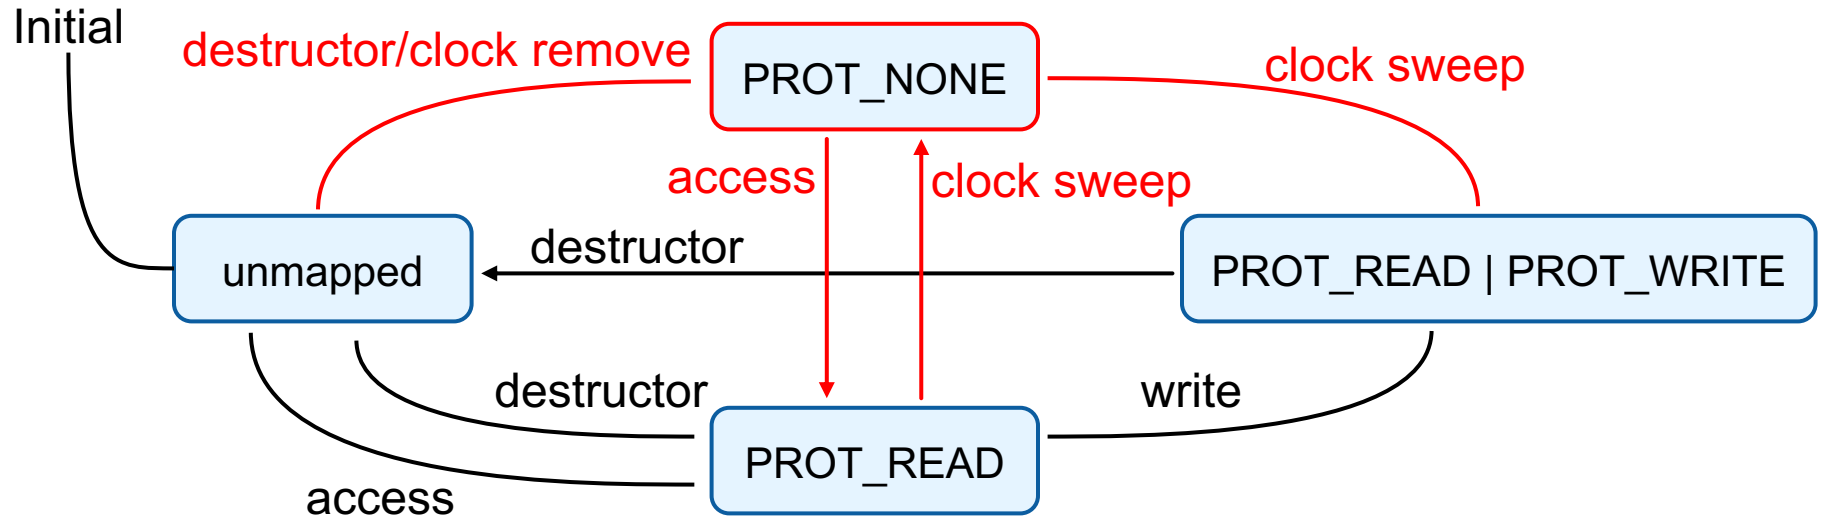 Initial
destructor/clock remove
PROT_NONE
clock sweep
access
clock sweep
destructor
unmapped
PROT_READ | PROT_WRITE
destructor
write
PROT_READ
access